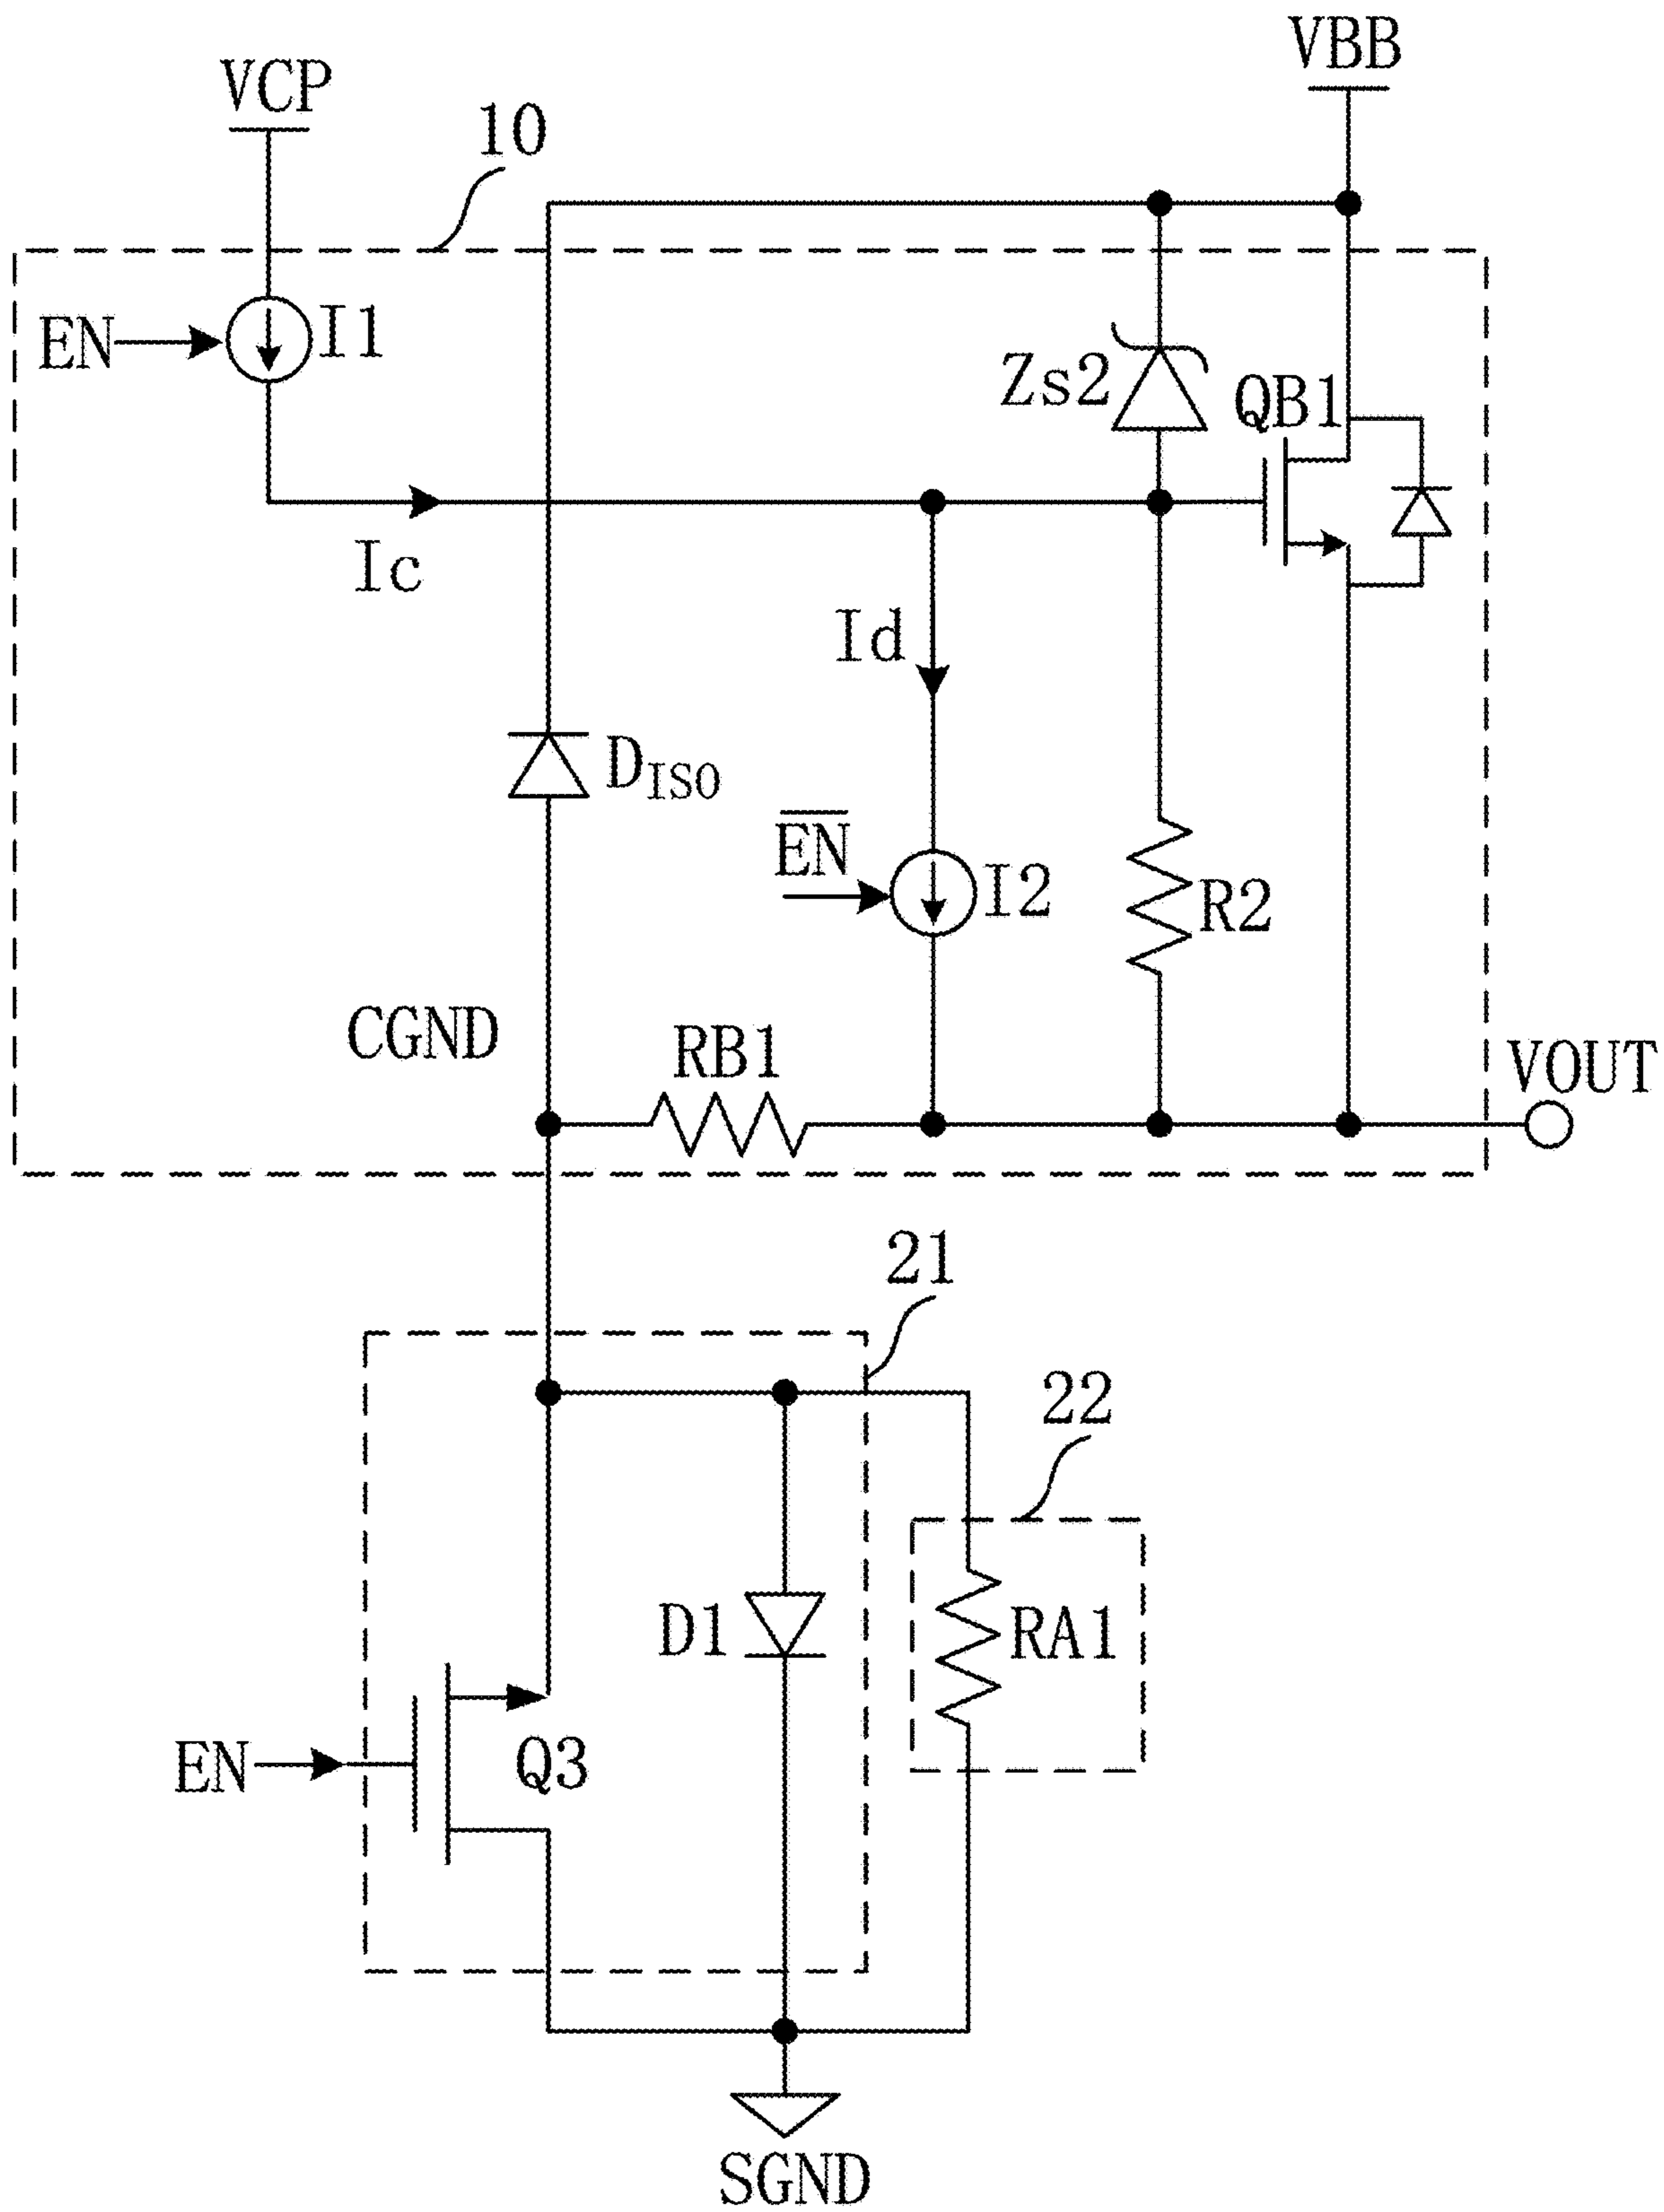 VBB
VCP
10
EN
I1
Zs2
QB1
Ic
Id
DISO
E̅N̅
I2
R2
CGND
RB1
VOUT
21
22
D1
RA1
EN
Q3
SGND